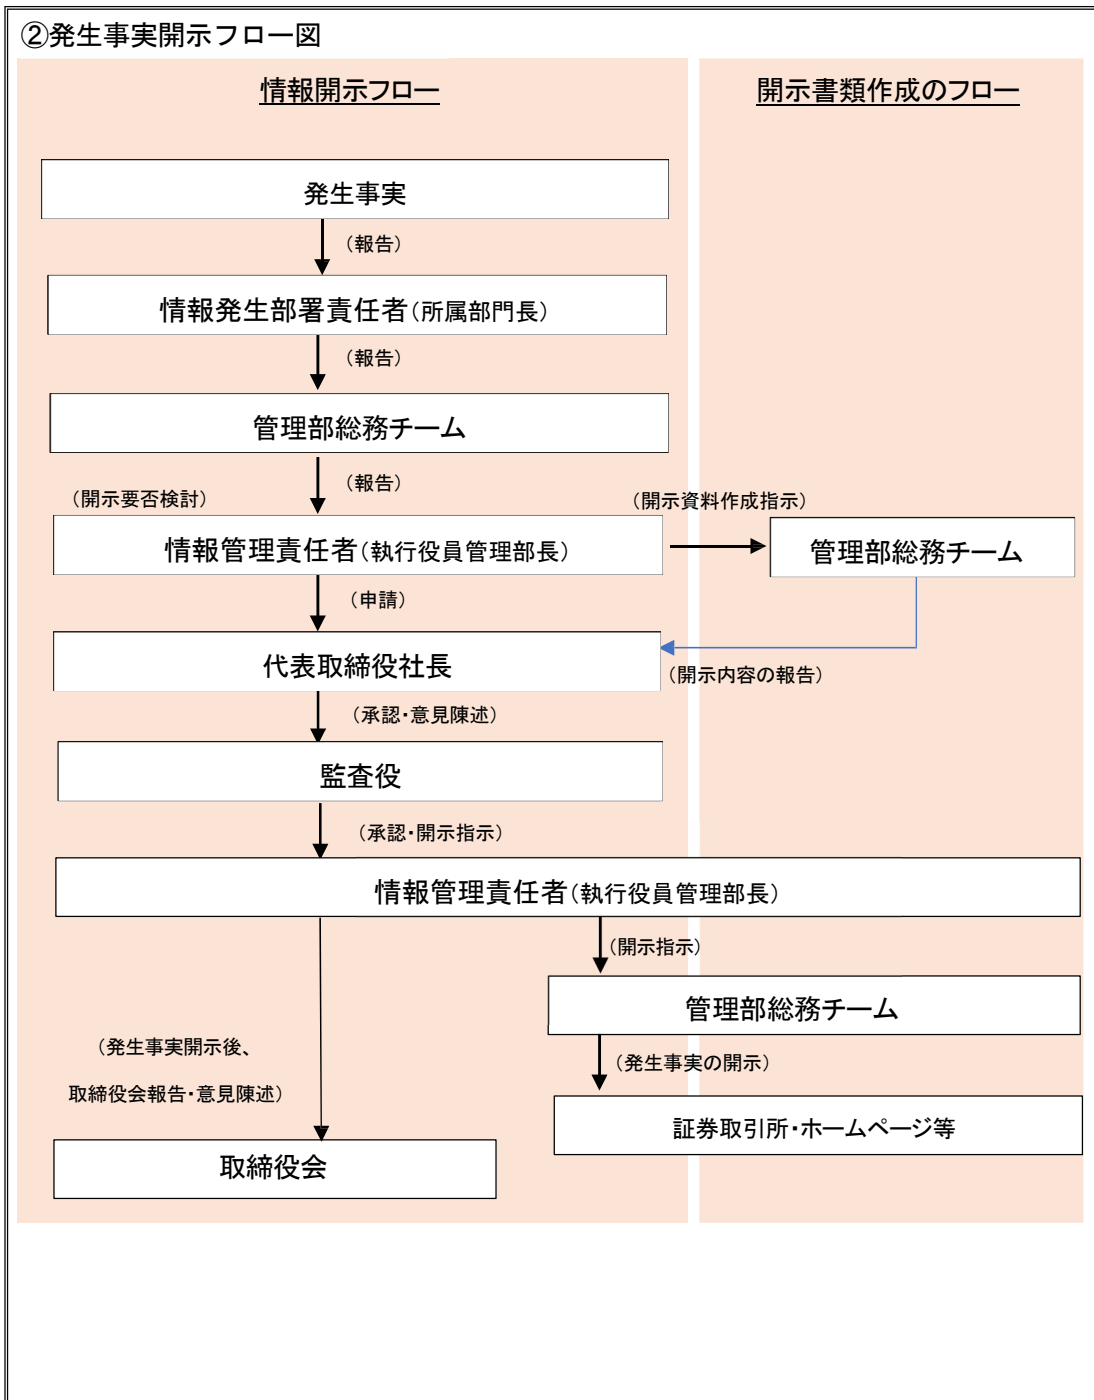 ②発生事実開示フロー図
情報開示フロー
開示書類作成のフロー
発生事実
(報告)
情報発生部署責任者(所属部門長)
(報告)
管理部総務チーム
(報告)
(開示要否検討)
(開示資料作成指示)
情報管理責任者(執行役員管理部長)
管理部総務チーム
(申請)
代表取締役社長
(開示内容の報告)
(承認・意見陳述)
監査役
(承認・開示指示)
情報管理責任者(執行役員管理部長)
(開示指示)
管理部総務チーム
(発生事実開示後、
取締役会報告・意見陳述)
(発生事実の開示)
証券取引所・ホームページ等
取締役会